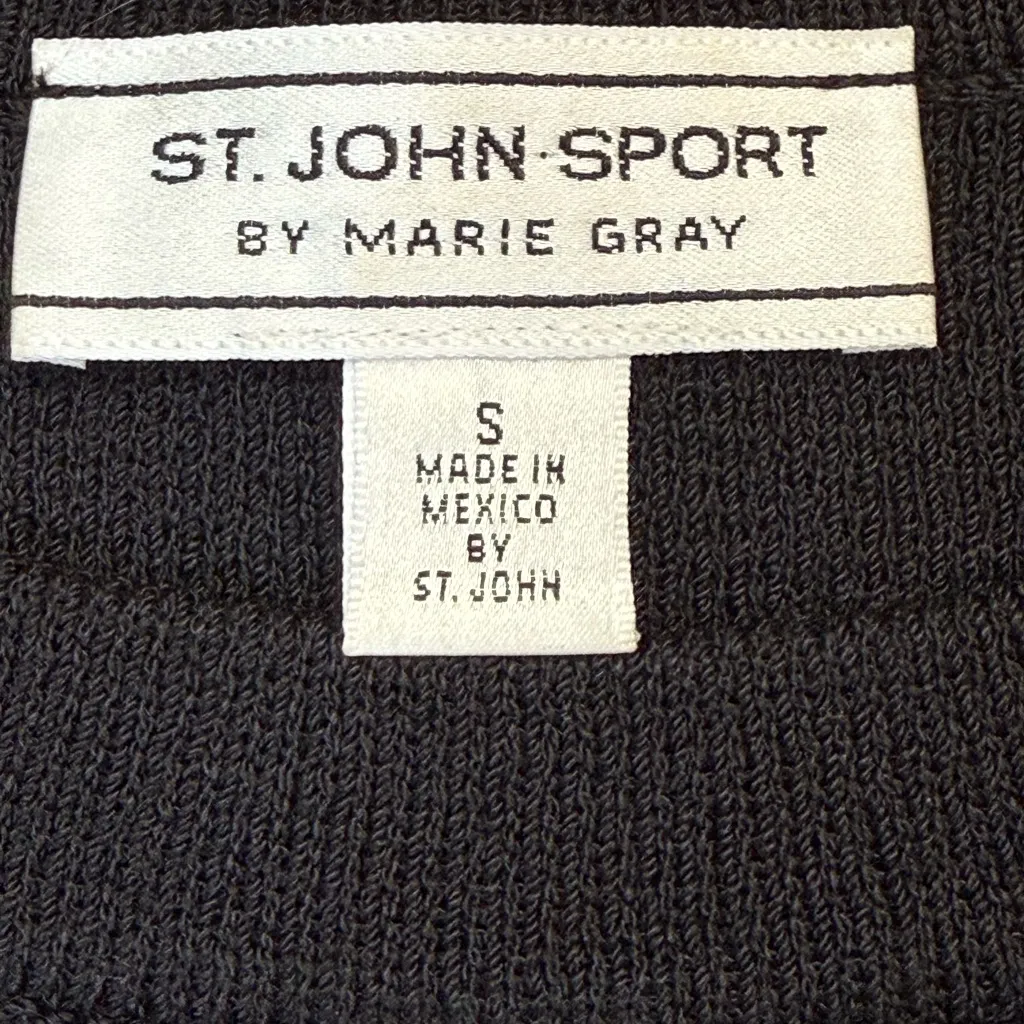 ST. JOHN·SPORT
BY MARIE GRAY
S
MADE IN
MEXICO
BY
ST. JOHN